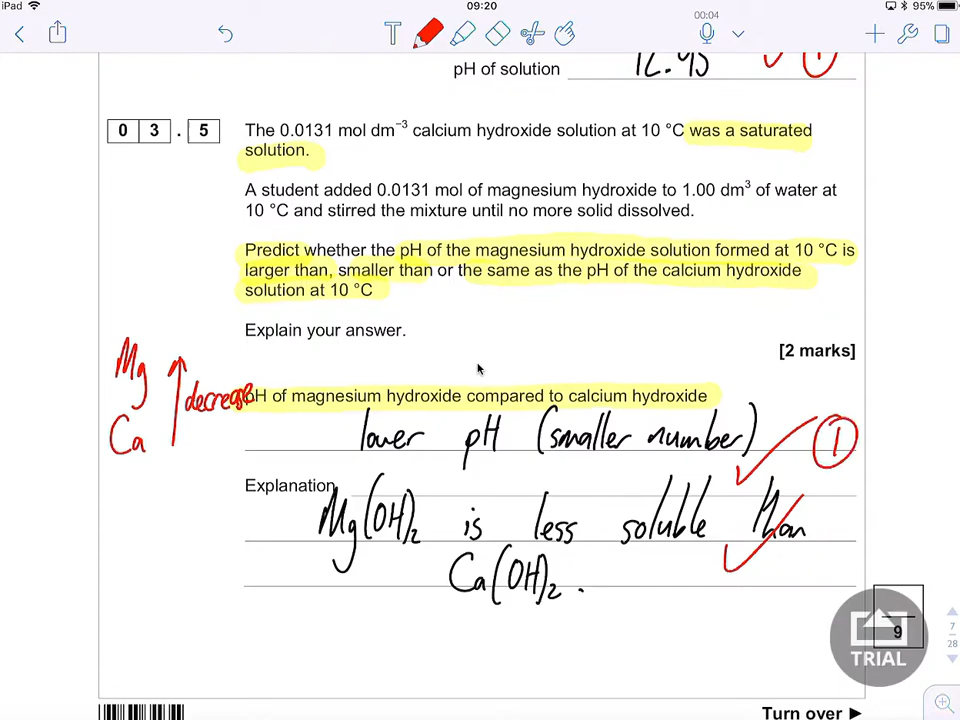 iPad
09:20
95%
00:04
T
pH of solution 12.45 ①
0 3 . 5 The 0.0131 mol dm⁻³ calcium hydroxide solution at 10 °C was a saturated
solution.
A student added 0.0131 mol of magnesium hydroxide to 1.00 dm³ of water at
10 °C and stirred the mixture until no more solid dissolved.
Predict whether the pH of the magnesium hydroxide solution formed at 10 °C is
larger than, smaller than or the same as the pH of the calcium hydroxide
solution at 10 °C
Explain your answer.
[2 marks]
Mg
Ca
decrease
pH of magnesium hydroxide compared to calcium hydroxide
lower pH (smaller number) ①
Explanation
Mg(OH)₂ is less soluble than
Ca(OH)₂.
9
TRIAL
7
28
Turn over ►